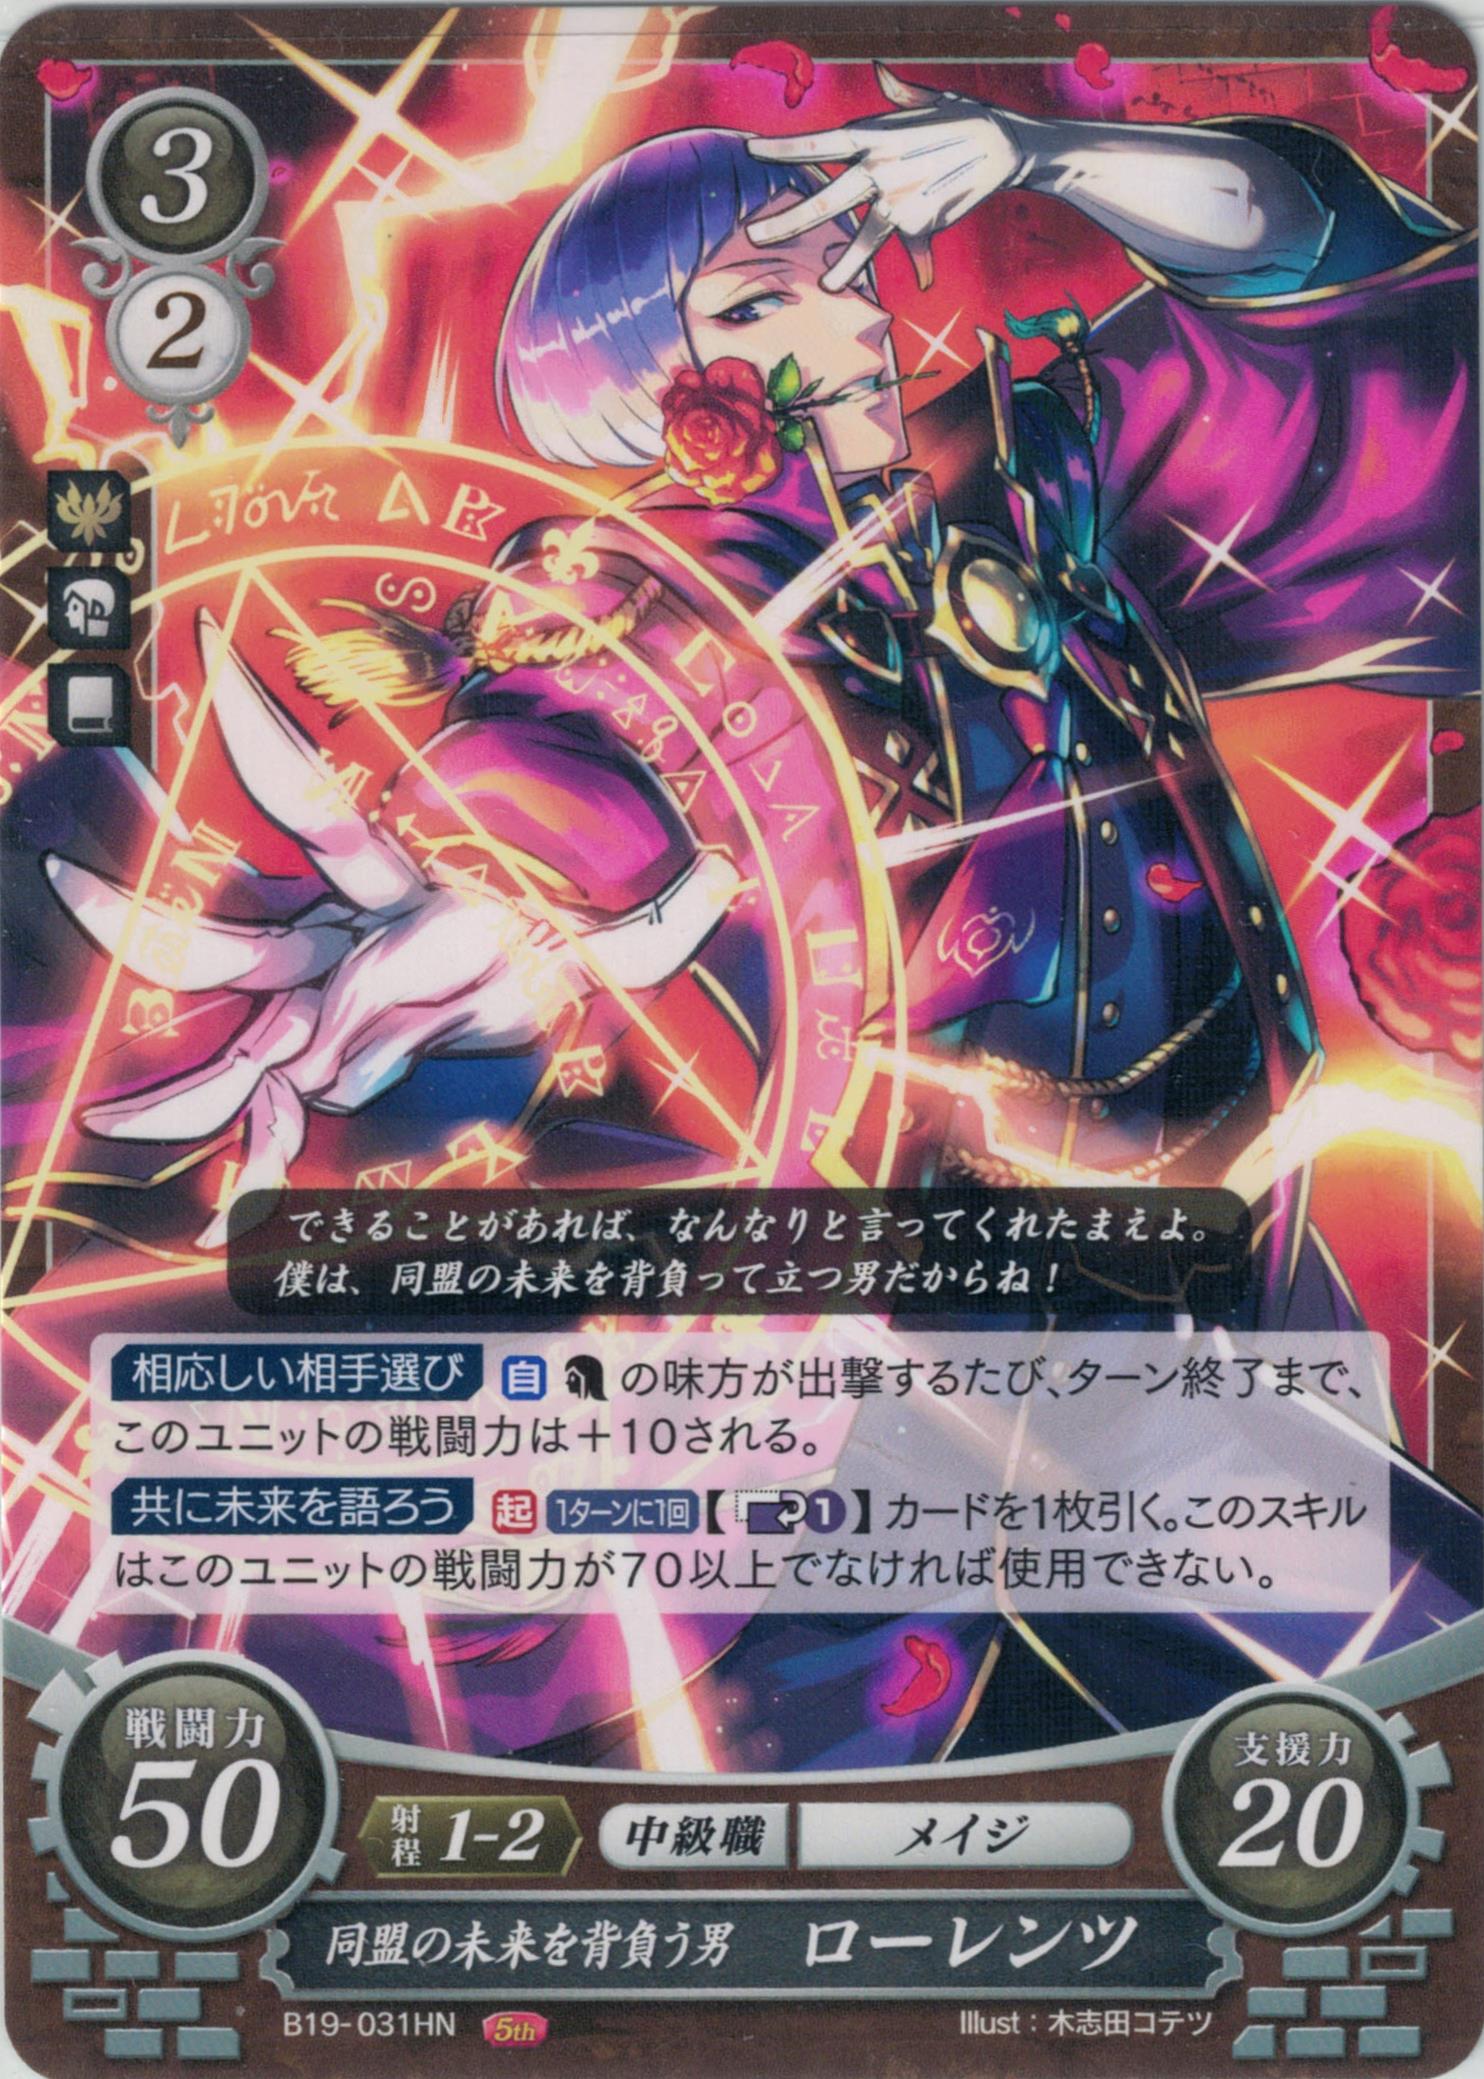 3
2
できることがあれば、なんなりと言ってくれたまえよ。
僕は、同盟の未来を背負って立つ男だからね!
相応しい相手選び 自 の味方が出撃するたび、ターン終了まで、
このユニットの戦闘力は+10される。
共に未来を語ろう 起 1ターンに1回【 1】カードを1枚引く。このスキル
はこのユニットの戦闘力が70以上でなければ使用できない。
戦闘力
50
射程 1-2 中級職 メイジ
支援力
20
同盟の未来を背負う男 ローレンツ
B19-031HN 5th Illust:木志田コテツ